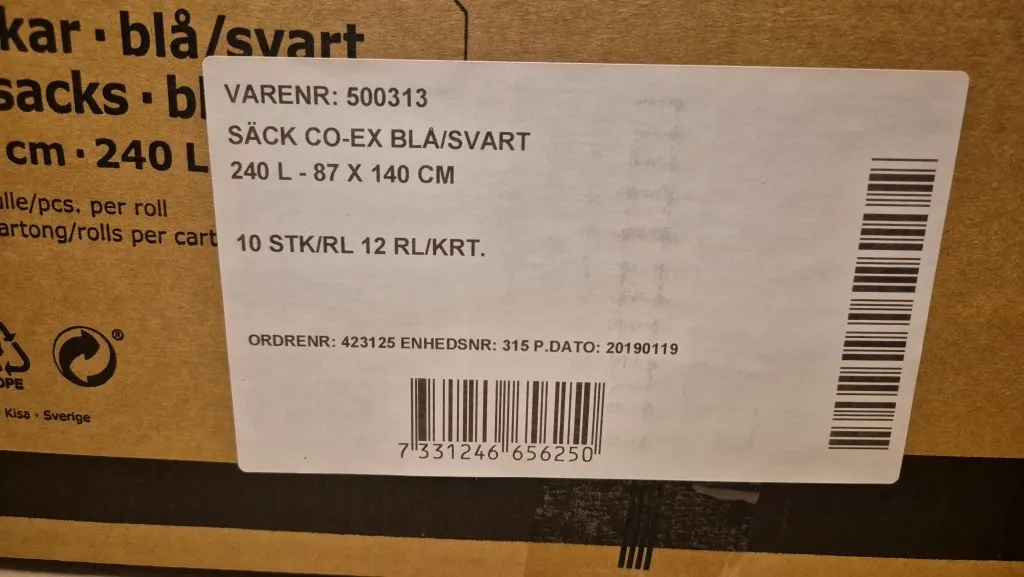 kar · blå/svart
sacks · bl
cm · 240 L
lle/pcs. per roll
artong/rolls per cart
VARENR: 500313
SÄCK CO-EX BLÅ/SVART
240 L - 87 X 140 CM
10 STK/RL 12 RL/KRT.
ORDRENR: 423125 ENHEDSNR: 315 P.DATO: 20190119
7 331246 656250
®
DPE
Kisa · Sverige